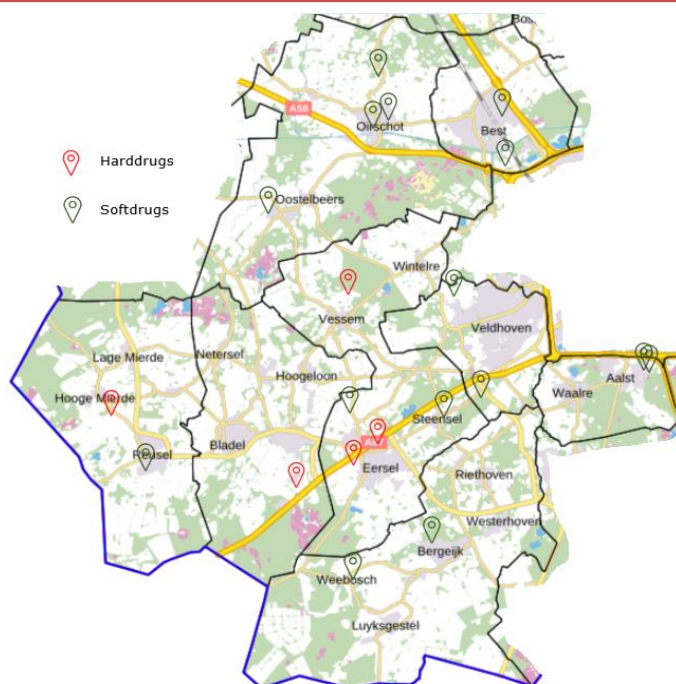 Bos
A58
Oirschot
Best
Harddrugs
Softdrugs
Oostelbeers
Wintelre
Vessem
Veldhoven
Lage Mierde
Netersel
Hoogeloon
Aalst
Waalre
Hooge Mierde
Steensel
Bladel
Reusel
A67
Eersel
Riethoven
Westerhoven
Bergeijk
Weebosch
Luyksgestel